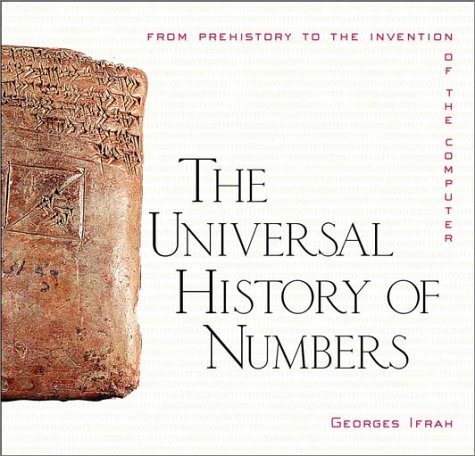 FROM PREHISTORY TO THE INVENTION
OF THE COMPUTER
THE
UNIVERSAL
HISTORY OF
NUMBERS
GEORGES IFRAH